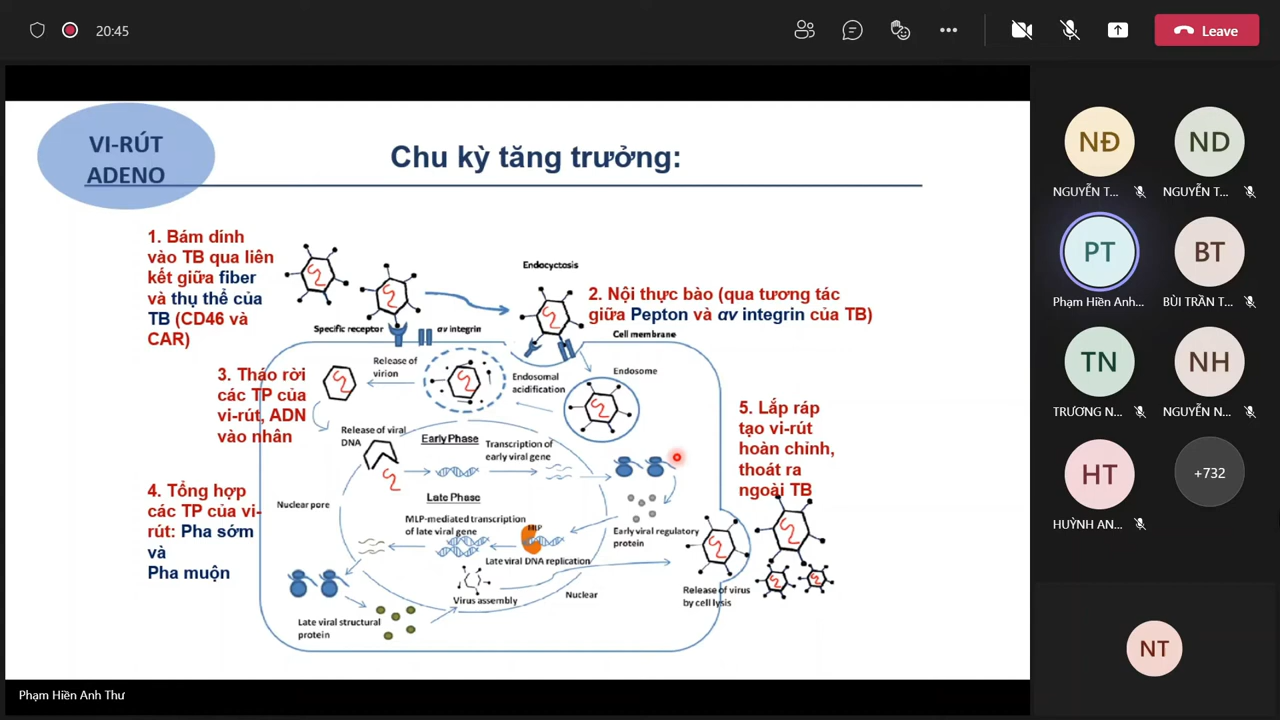 20:45
Leave
VI-RÚT
ADENO
Chu kỳ tăng trưởng:
1. Bám dính
vào TB qua liên
kết giữa fiber
và thụ thể của
TB (CD46 và
CAR)
Endocyctosis
2. Nội thực bào (qua tương tác
giữa Pepton và αv integrin của TB)
Specific receptor
αv integrin
Cell membrane
3. Tháo rời
các TP của
vi-rút, ADN
vào nhân
Release of
virion
Endosomal
acidification
Endosome
Release of viral
DNA
Early Phase
Transcription of
early viral gene
5. Lắp ráp
tạo vi-rút
hoàn chỉnh,
thoát ra
ngoài TB
4. Tổng hợp
các TP của vi-
rút: Pha sớm
và
Pha muộn
Nuclear pore
Late Phase
MLP-mediated transcription
of late viral gene
MLP
Late viral DNA replication
Early viral regulatory
protein
Virus assembly
Nuclear
Release of virus
by cell lysis
Late viral structural
protein
Phạm Hiền Anh Thư
NĐ
NGUYỄN T...
ND
NGUYỄN T...
PT
Phạm Hiền Anh...
BT
BÙI TRẦN T...
TN
TRƯƠNG N...
NH
NGUYỄN N...
HT
HUỲNH AN...
+732
NT